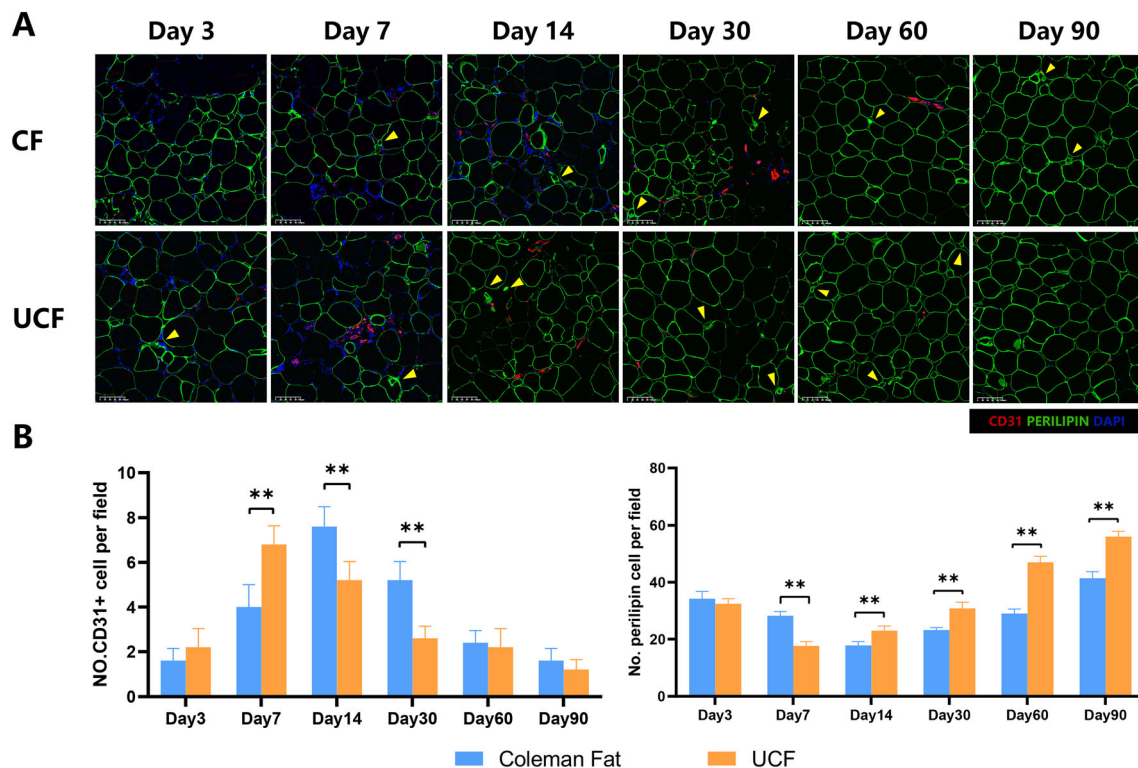 A
Day 3 Day 7 Day 14 Day 30 Day 60 Day 90
CF
UCF
CD31 PERILIPIN DAPI
B
NO.CD31+ cell per field
10
8
6
4
2
0
** ** **
Day3 Day7 Day14 Day30 Day60 Day90
No. perilipin cell per field
80
60
40
20
0
** ** ** ** **
Day3 Day7 Day14 Day30 Day60 Day90
Coleman Fat UCF